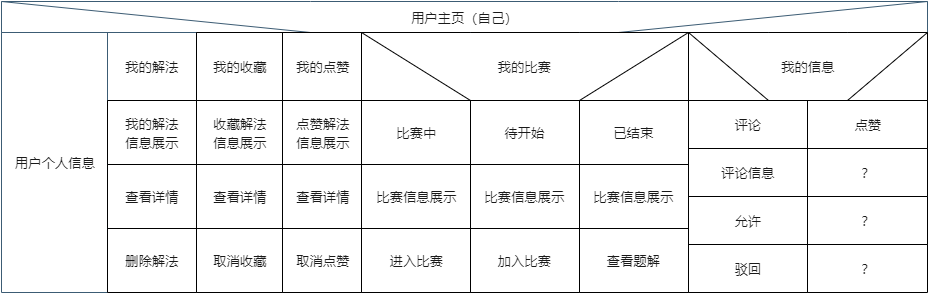 用户主页（自己）
用户个人信息
我的解法
我的收藏
我的点赞
我的比赛
我的信息
我的解法
信息展示
收藏解法
信息展示
点赞解法
信息展示
比赛中
待开始
已结束
评论
点赞
查看详情
查看详情
查看详情
比赛信息展示
比赛信息展示
比赛信息展示
评论信息
？
允许
？
删除解法
取消收藏
取消点赞
进入比赛
加入比赛
查看题解
驳回
？